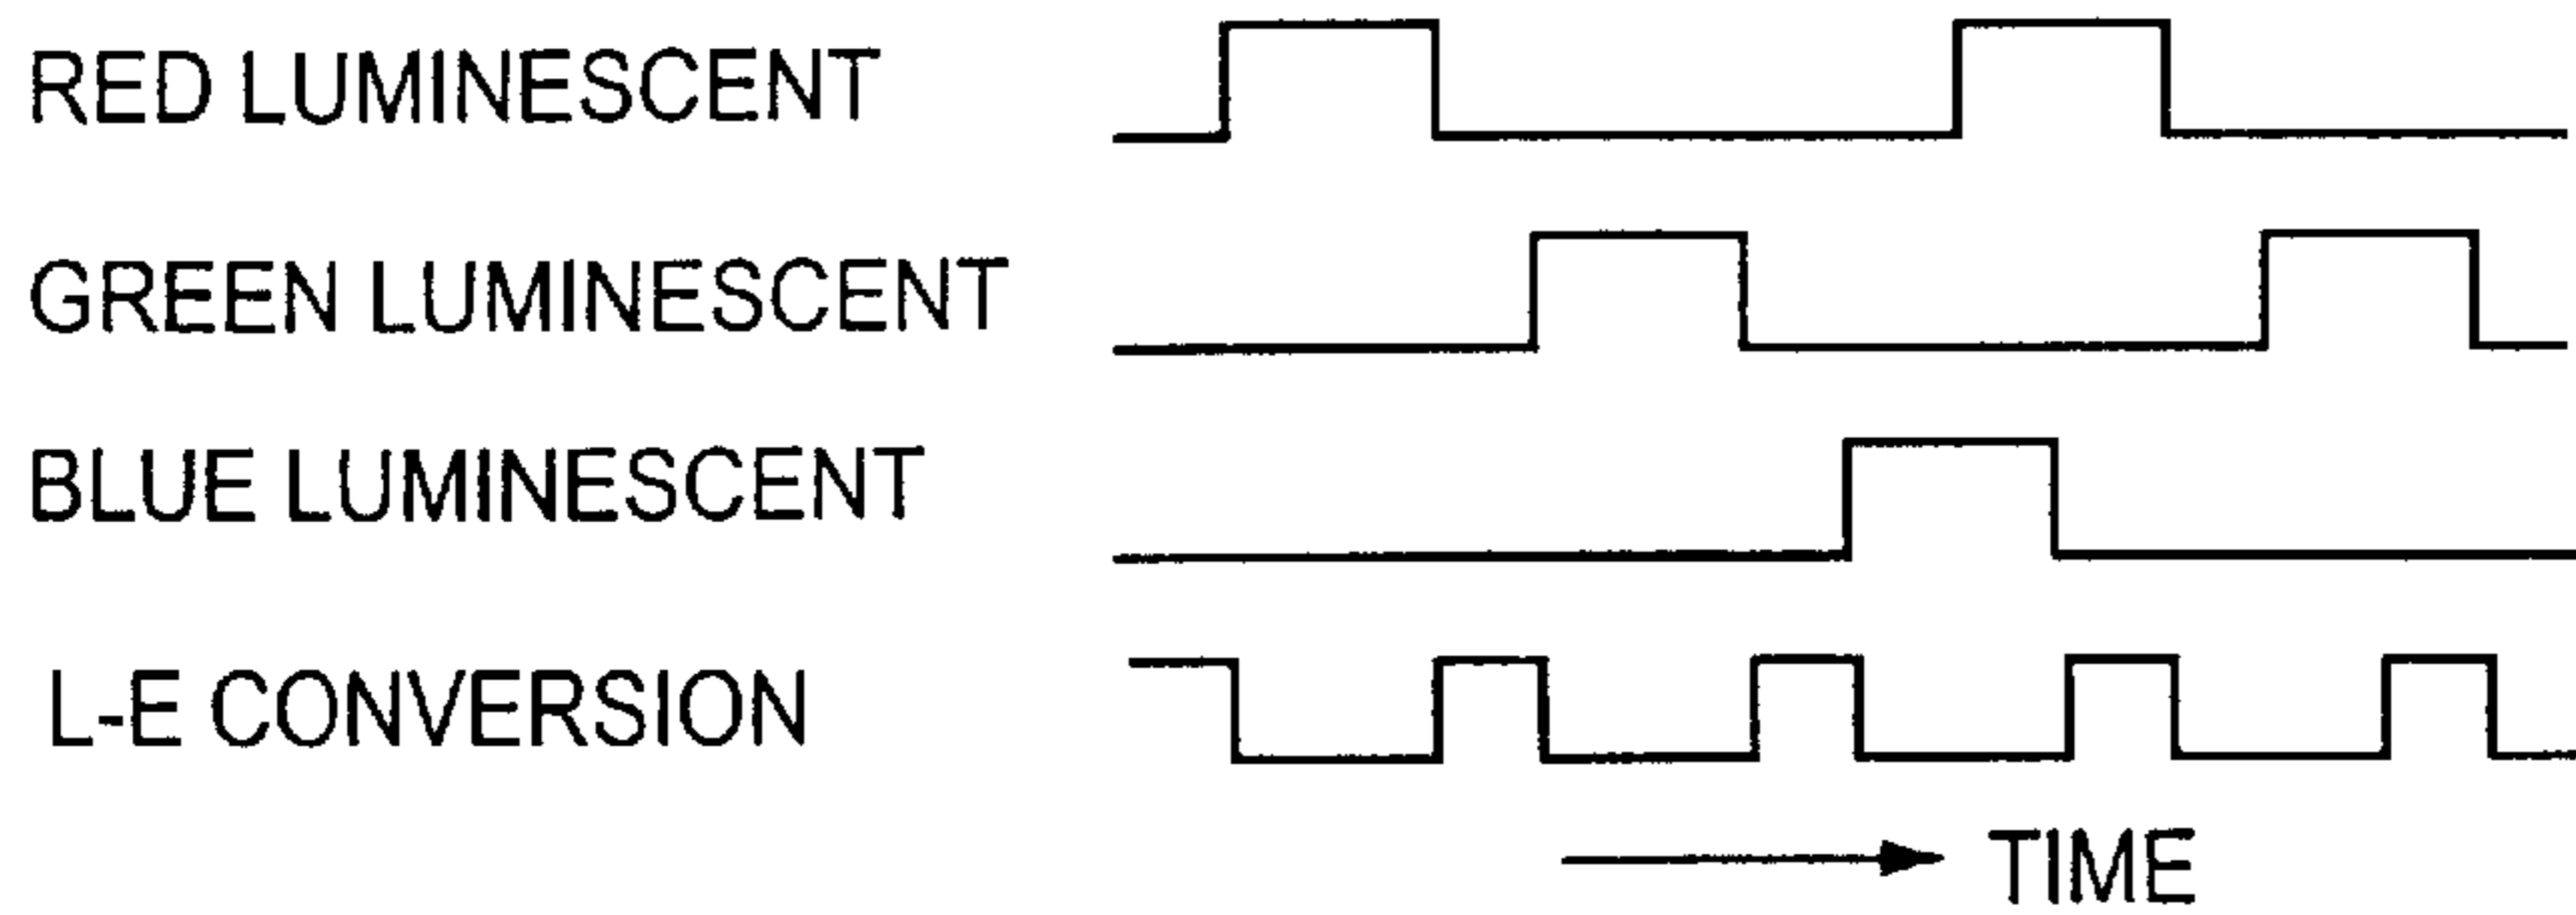 RED LUMINESCENT
GREEN LUMINESCENT
BLUE LUMINESCENT
L-E CONVERSION
TIME